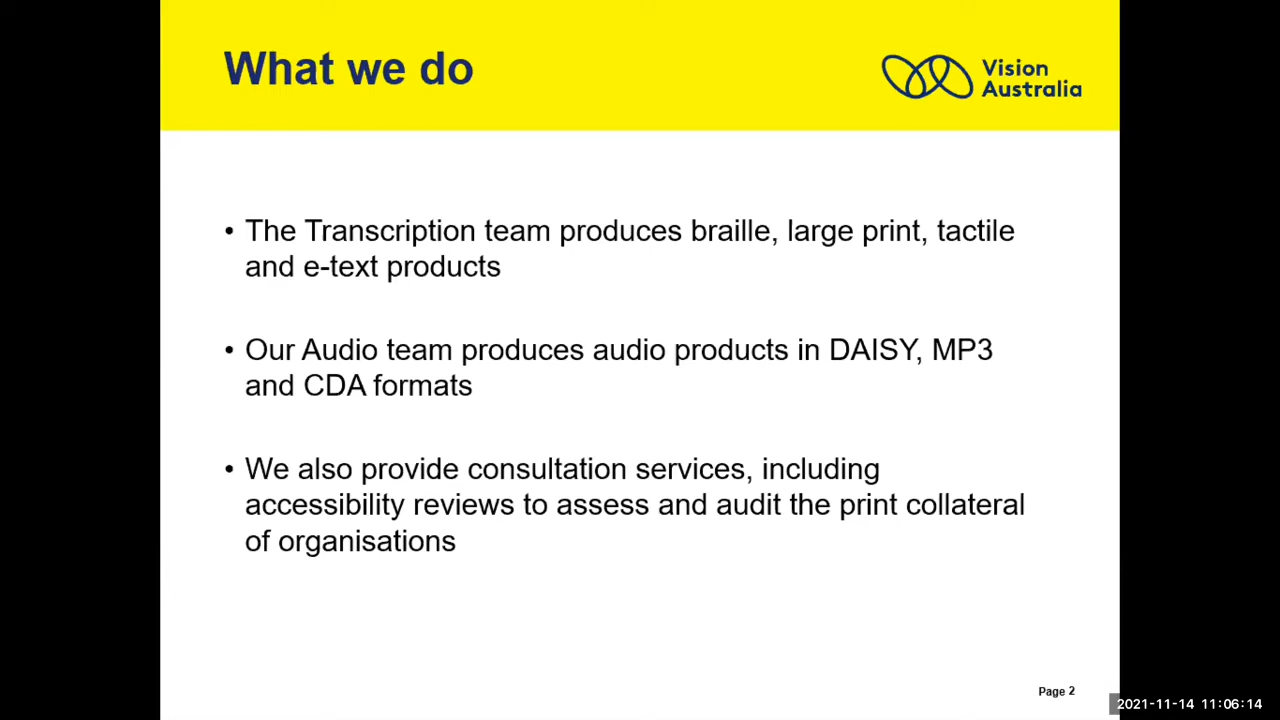 What we do
Vision
Australia
• The Transcription team produces braille, large print, tactile
and e-text products
• Our Audio team produces audio products in DAISY, MP3
and CDA formats
• We also provide consultation services, including
accessibility reviews to assess and audit the print collateral
of organisations
Page 2
2021-11-14 11:06:14